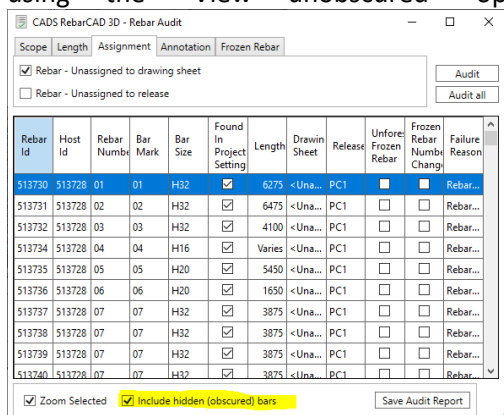 using the View unobscured
CADS RebarCAD 3D - Rebar Audit
Scope Length Assignment Annotation Frozen Rebar
Rebar - Unassigned to drawing sheet
Audit
Rebar - Unassigned to release
Audit all
Rebar Id Host Id Rebar Numbe Bar Mark Bar Size Found In Project Setting Length Drawin Sheet Release Unfore: Frozen Rebar Frozen Rebar Numbe Chang Failure Reason
513730 513728 01 01 H32 6275 <Una... PC1 Rebar...
513731 513728 02 02 H32 6475 <Una... PC1 Rebar...
513732 513728 03 03 H32 4100 <Una... PC1 Rebar...
513734 513728 04 04 H16 Varies <Una... PC1 Rebar...
513735 513728 05 05 H20 5450 <Una... PC1 Rebar...
513736 513728 06 06 H20 1650 <Una... PC1 Rebar...
513737 513728 07 07 H32 3875 <Una... PC1 Rebar...
513738 513728 07 07 H32 3875 <Una... PC1 Rebar...
513739 513728 07 07 H32 3875 <Una... PC1 Rebar...
513740 513728 07 07 H32 3875 <Una... PC1 Rebar...
Zoom Selected Include hidden (obscured) bars Save Audit Report